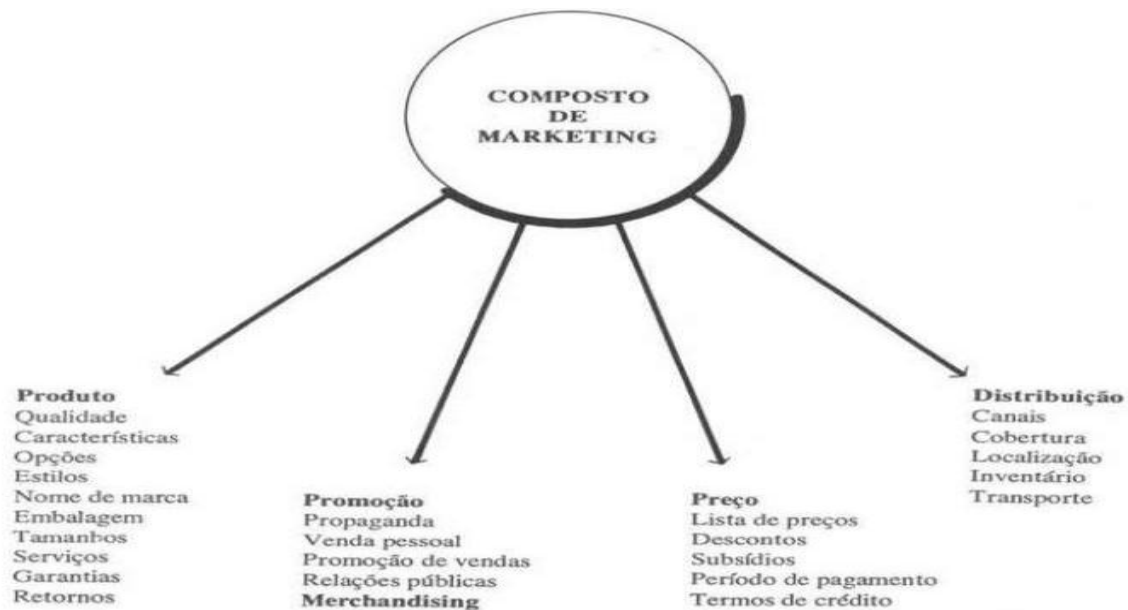 COMPOSTO
DE
MARKETING
Produto
Qualidade
Características
Opções
Estilos
Nome de marca
Embalagem
Tamanhos
Serviços
Garantias
Retornos
Promoção
Propaganda
Venda pessoal
Promoção de vendas
Relações públicas
Merchandising
Preço
Lista de preços
Descontos
Subsídios
Período de pagamento
Termos de crédito
Distribuição
Canais
Cobertura
Localização
Inventário
Transporte